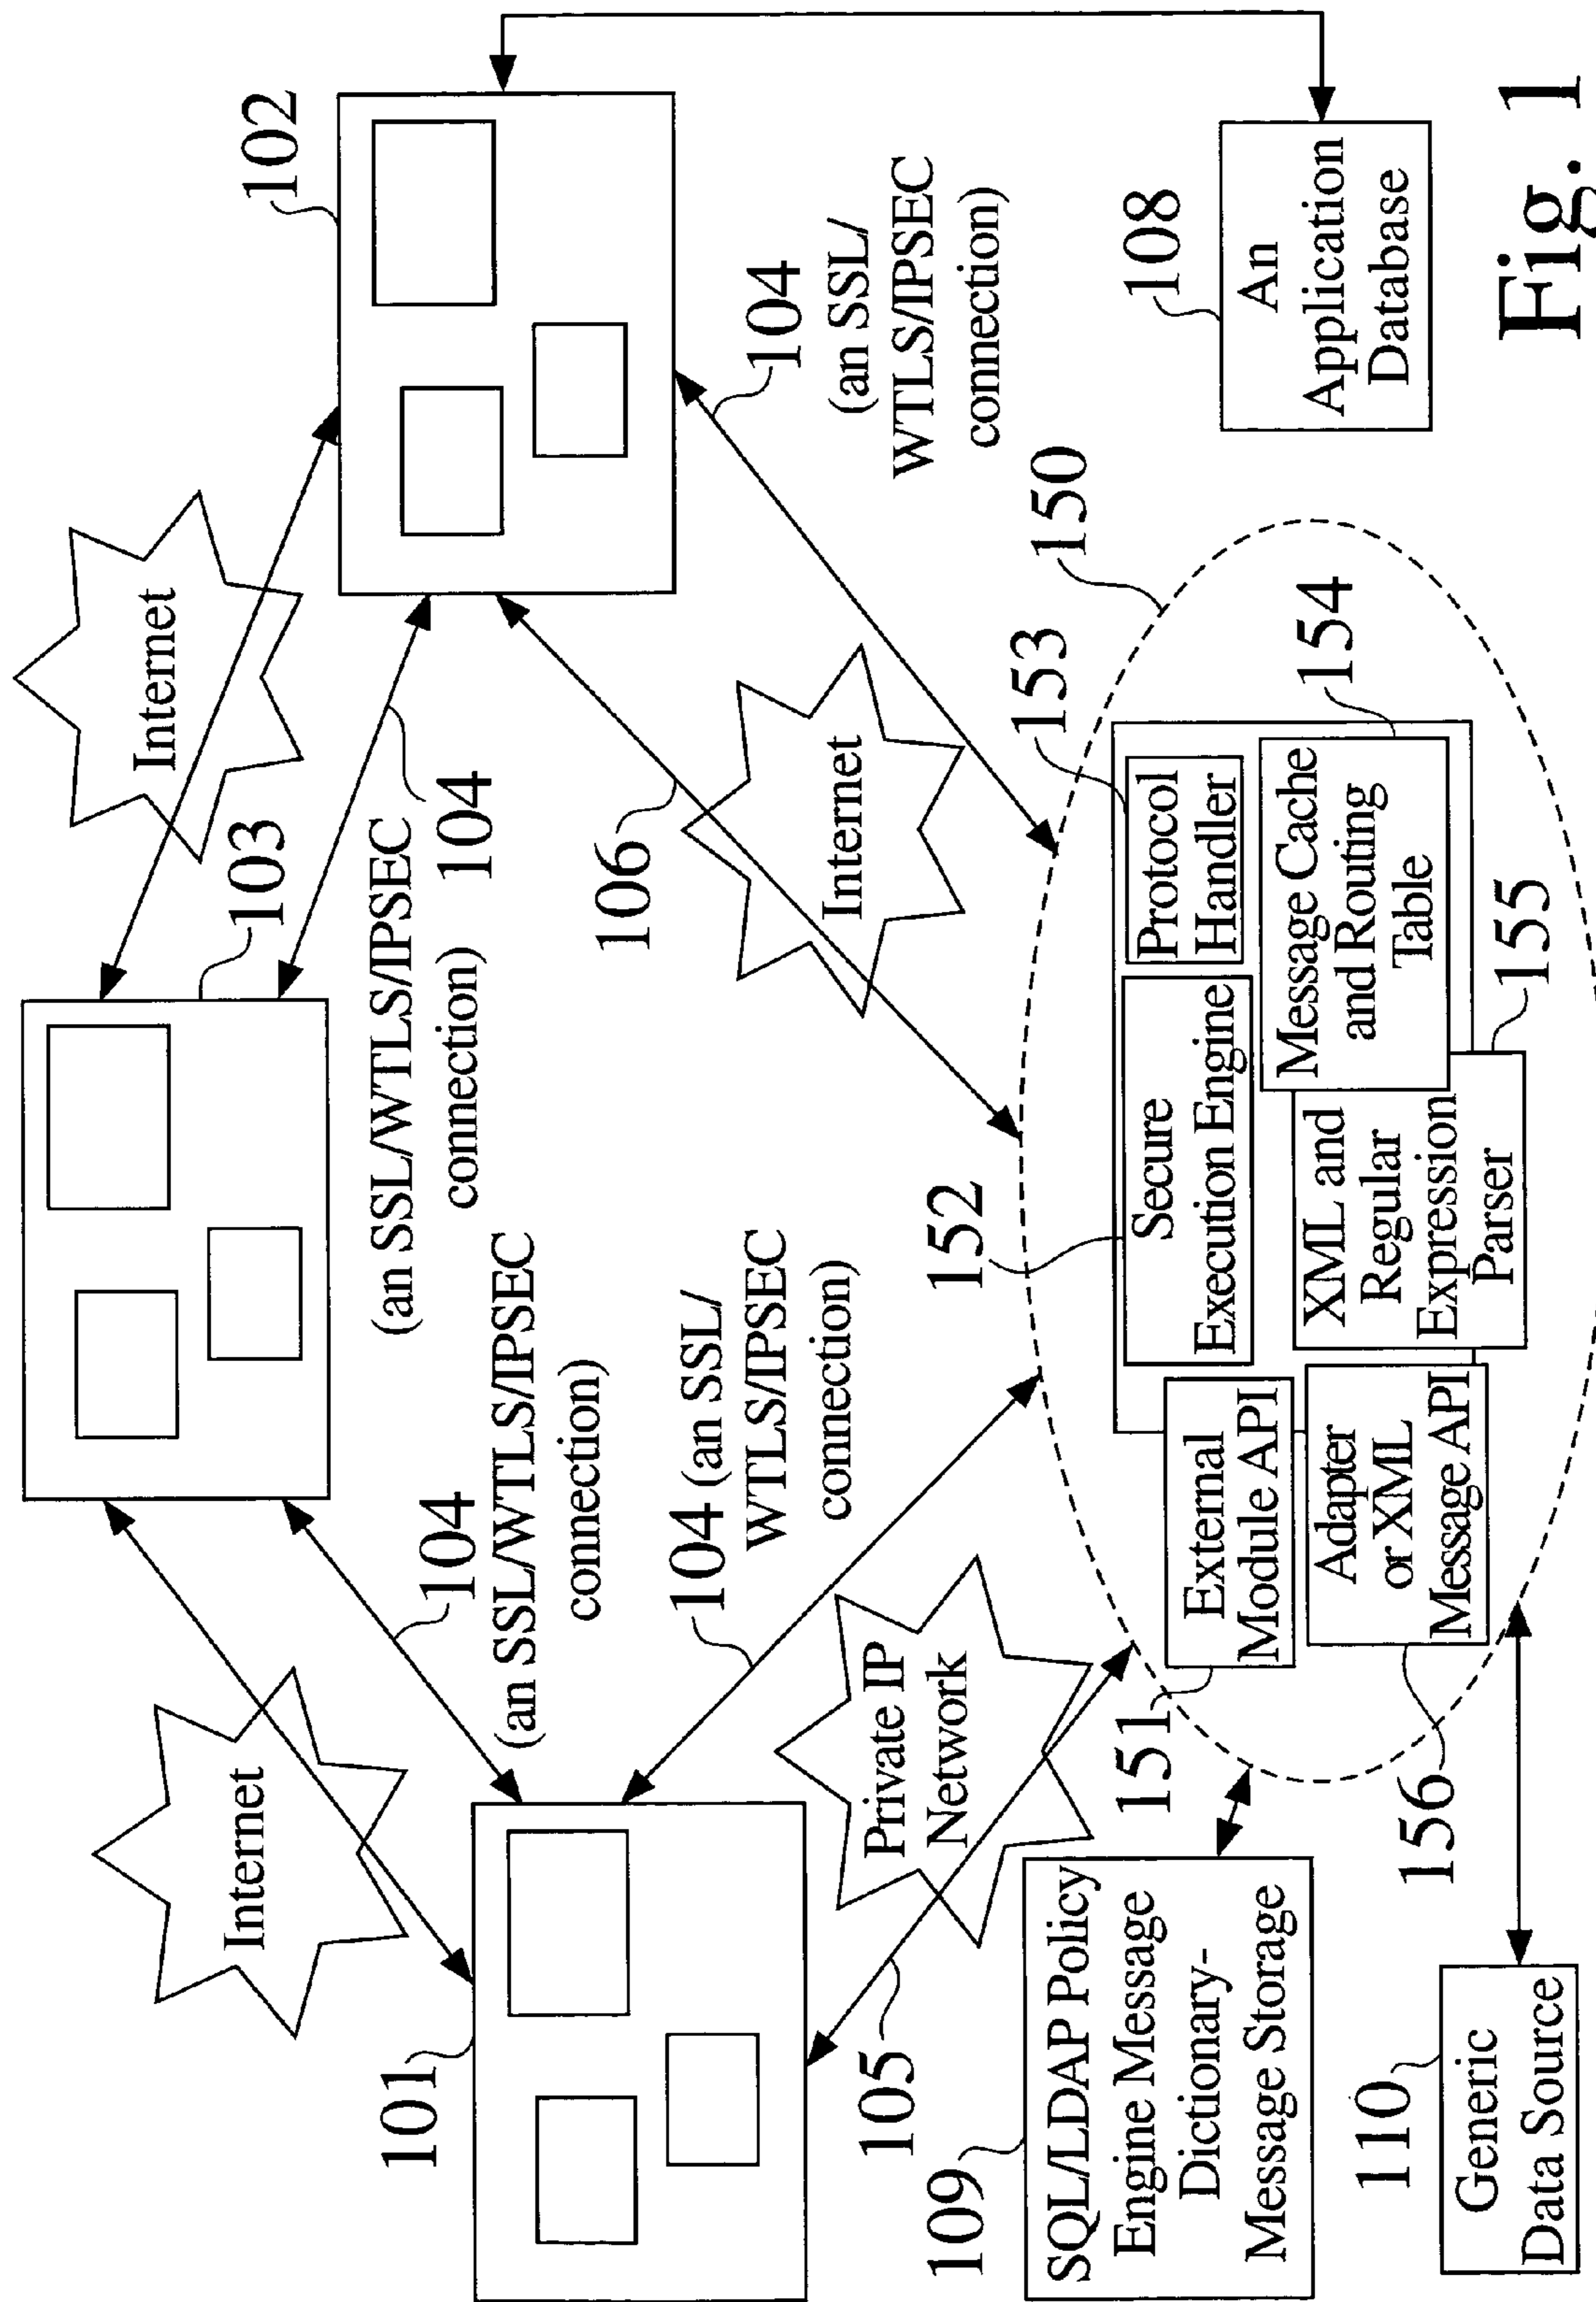 Internet
103
Internet
102
101
104
(an SSL/WTLS/IPSEC
connection)
(an SSL/WTLS/IPSEC
connection)
104
104 (an SSL/
WTLS/IPSEC
connection)
106
Internet
104
(an SSL/
WTLS/IPSEC
connection)
105
Private IP
Network
109
SQL/LDAP Policy
Engine Message
Dictionary-
Message Storage
152
153
150
108
An
Application
Database
151
External
Module API
Secure
Execution Engine
Protocol
Handler
Adapter
or XML
Message API
XML and
Regular
Expression
Parser
Message Cache
and Routing
Table
154
156
155
110
Generic
Data Source
Fig. 1